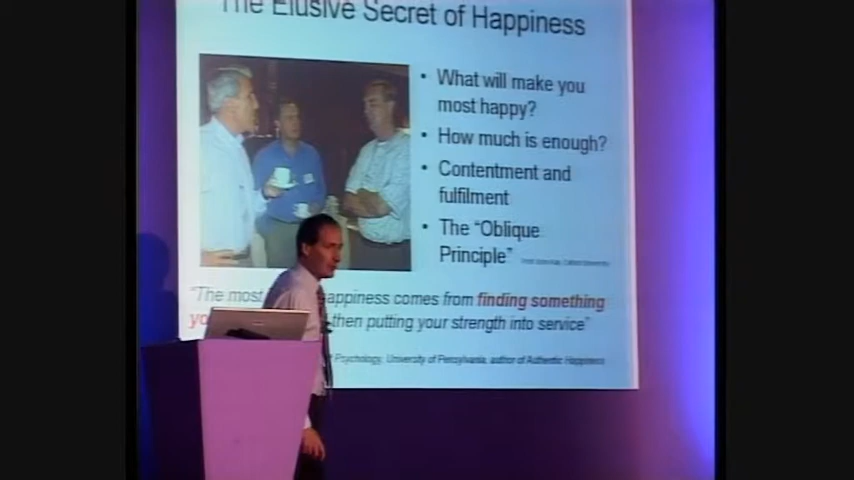 The Elusive Secret of Happiness
• What will make you
most happy?
• How much is enough?
• Contentment and
fulfilment
• The "Oblique
Principle"
"The most happiness comes from finding something
then putting your strength into service"
Psychology, University of Pennsylvania, author of Authentic Happiness